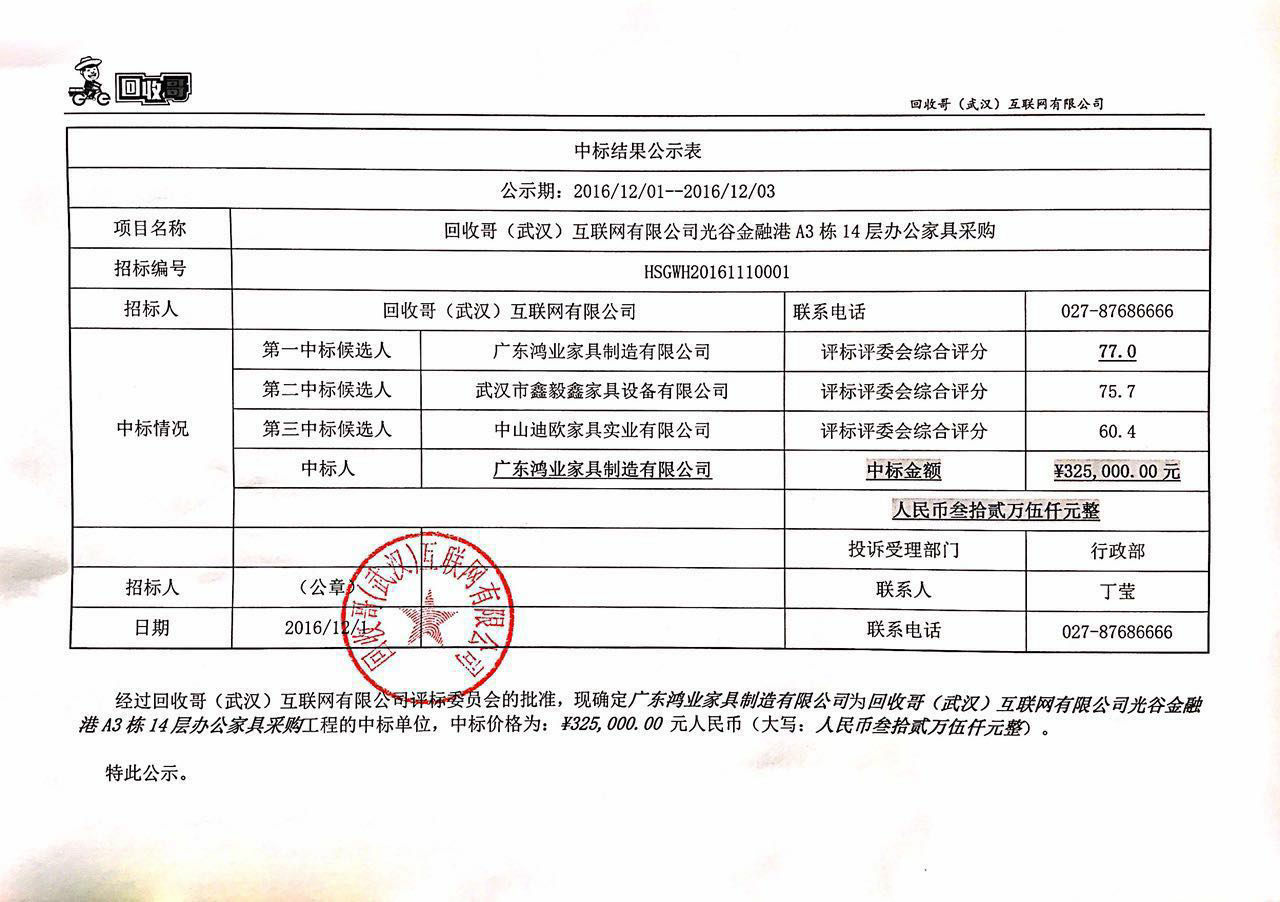 回收哥
回收哥（武汉）互联网有限公司
中标结果公示表
公示期：2016/12/01--2016/12/03
项目名称 回收哥（武汉）互联网有限公司光谷金融港 A3 栋 14 层办公家具采购
招标编号 HSGWH20161110001
招标人 回收哥（武汉）互联网有限公司 联系电话 027-87686666
中标情况
第一中标候选人 广东鸿业家具制造有限公司 评标评委会综合评分 77.0
第二中标候选人 武汉市鑫毅鑫家具设备有限公司 评标评委会综合评分 75.7
第三中标候选人 中山迪欧家具实业有限公司 评标评委会综合评分 60.4
中标人 广东鸿业家具制造有限公司 中标金额 ¥325,000.00 元
人民币叁拾贰万伍仟元整
投诉受理部门 行政部
招标人 （公章） 联系人 丁莹
日期 2016/12/1 联系电话 027-87686666
回收哥(武汉)互联网有限公司
经过回收哥（武汉）互联网有限公司评标委员会的批准，现确定广东鸿业家具制造有限公司为回收哥（武汉）互联网有限公司光谷金融
港 A3 栋 14 层办公家具采购工程的中标单位，中标价格为：¥325,000.00 元人民币（大写：人民币叁拾贰万伍仟元整）。
特此公示。